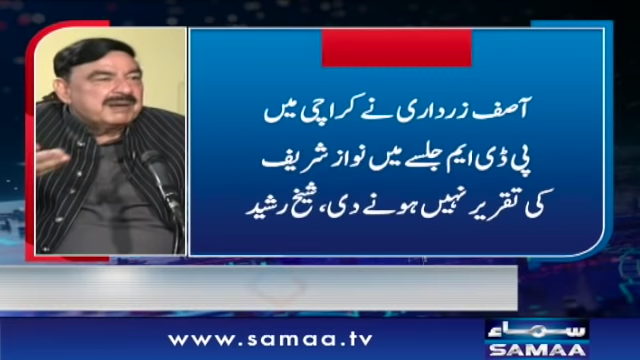 آصف زرداری نے کراچی میں
پی ڈی ایم جلسے میں نواز شریف
کی تقریر نہیں ہونے دی، شیخ رشید
www.samaa.tv
سماء
SAMAA